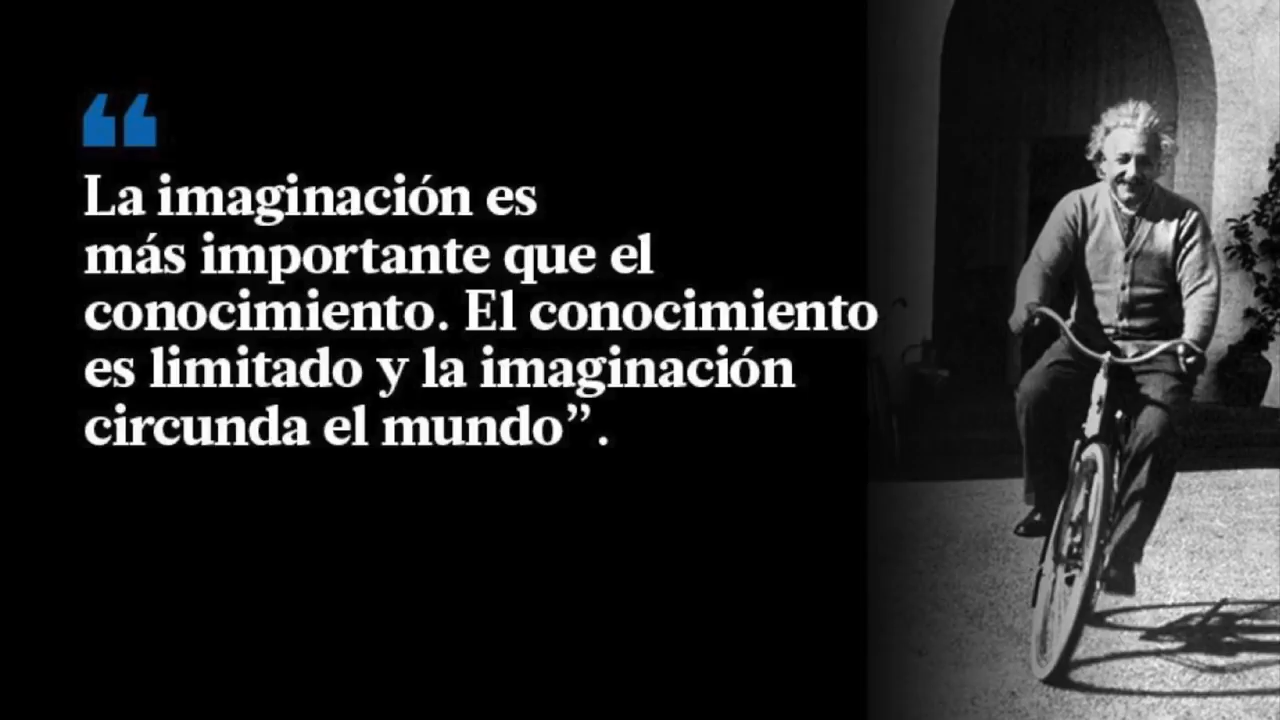 “
La imaginación es
más importante que el
conocimiento. El conocimiento
es limitado y la imaginación
circunda el mundo”.